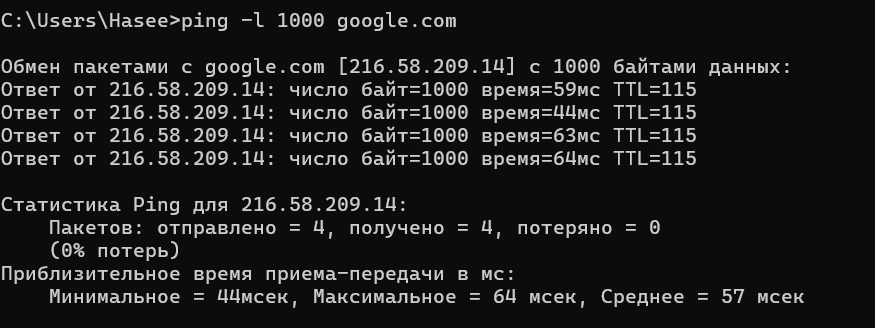 C:\Users\Hasee>ping -l 1000 google.com
Обмен пакетами с google.com [216.58.209.14] с 1000 байтами данных:
Ответ от 216.58.209.14: число байт=1000 время=59мс TTL=115
Ответ от 216.58.209.14: число байт=1000 время=44мс TTL=115
Ответ от 216.58.209.14: число байт=1000 время=63мс TTL=115
Ответ от 216.58.209.14: число байт=1000 время=64мс TTL=115
Статистика Ping для 216.58.209.14:
    Пакетов: отправлено = 4, получено = 4, потеряно = 0
    (0% потерь)
Приблизительное время приема-передачи в мс:
    Минимальное = 44мсек, Максимальное = 64 мсек, Среднее = 57 мсек